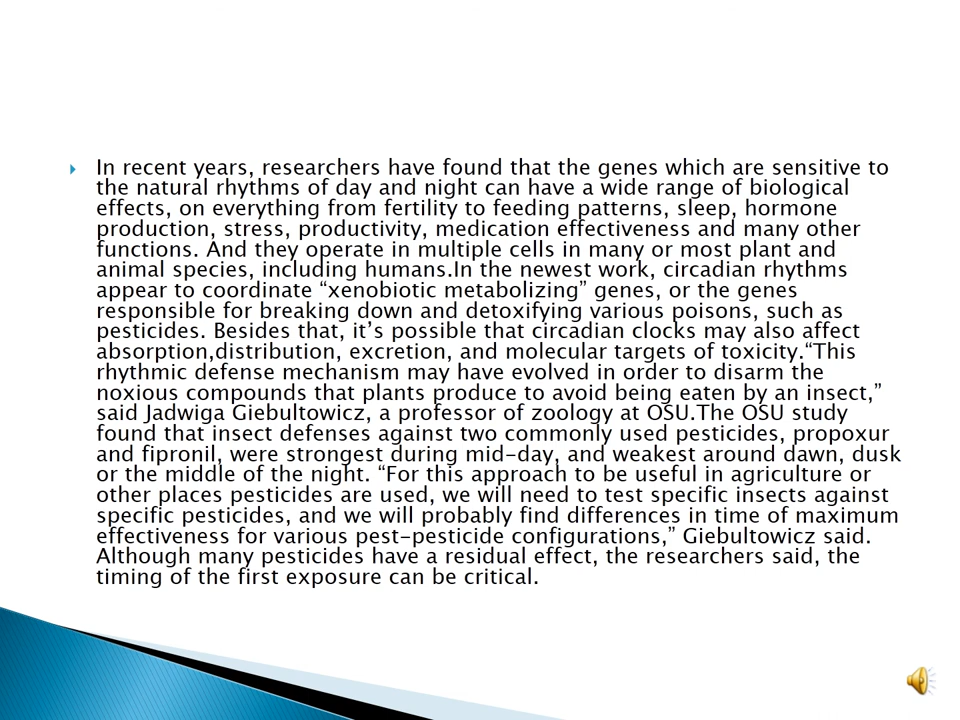 In recent years, researchers have found that the genes which are sensitive to
the natural rhythms of day and night can have a wide range of biological
effects, on everything from fertility to feeding patterns, sleep, hormone
production, stress, productivity, medication effectiveness and many other
functions. And they operate in multiple cells in many or most plant and
animal species, including humans.In the newest work, circadian rhythms
appear to coordinate “xenobiotic metabolizing” genes, or the genes
responsible for breaking down and detoxifying various poisons, such as
pesticides. Besides that, it’s possible that circadian clocks may also affect
absorption,distribution, excretion, and molecular targets of toxicity.“This
rhythmic defense mechanism may have evolved in order to disarm the
noxious compounds that plants produce to avoid being eaten by an insect,”
said Jadwiga Giebultowicz, a professor of zoology at OSU.The OSU study
found that insect defenses against two commonly used pesticides, propoxur
and fipronil, were strongest during mid-day, and weakest around dawn, dusk
or the middle of the night. “For this approach to be useful in agriculture or
other places pesticides are used, we will need to test specific insects against
specific pesticides, and we will probably find differences in time of maximum
effectiveness for various pest-pesticide configurations,” Giebultowicz said.
Although many pesticides have a residual effect, the researchers said, the
timing of the first exposure can be critical.